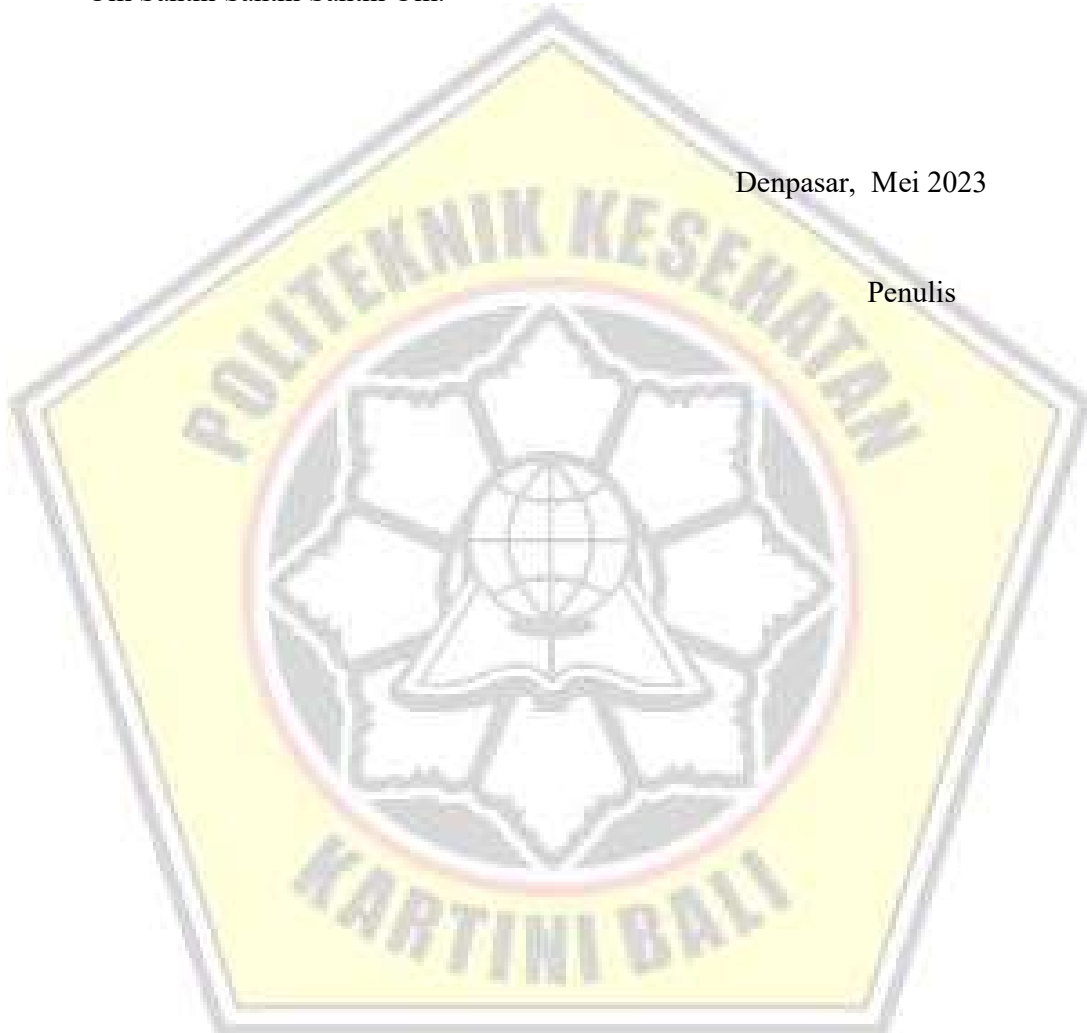 Om Santih Santih Santih Om.
Denpasar, Mei 2023
Penulis
POLITEKNIK KESEHATAN
KARTINI BALI